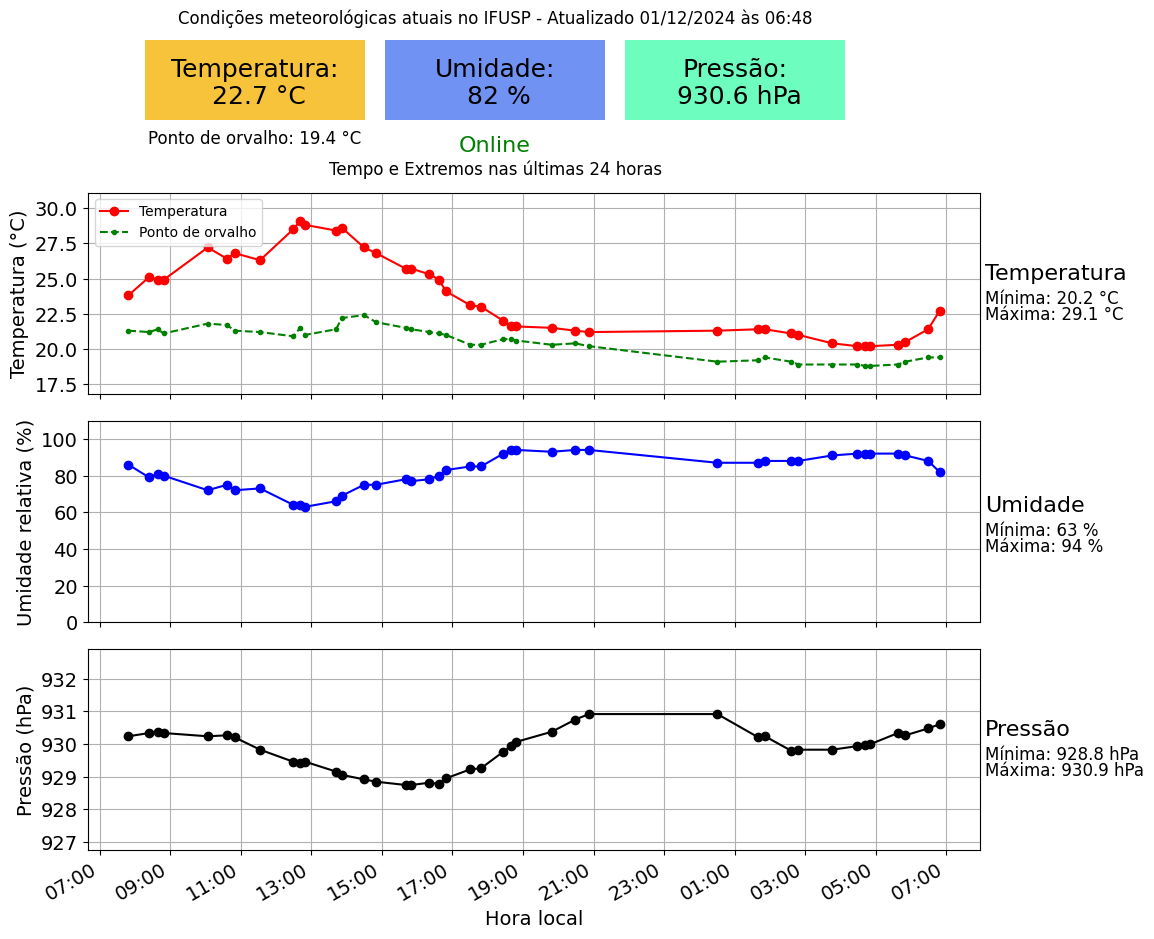 Condições meteorológicas atuais no IFUSP - Atualizado 01/12/2024 às 06:48
Temperatura:
22.7 °C
Umidade:
82 %
Pressão:
930.6 hPa
Ponto de orvalho: 19.4 °C
Online
Tempo e Extremos nas últimas 24 horas
Temperatura (°C)
30.0
27.5
25.0
22.5
20.0
17.5
Temperatura
Ponto de orvalho
Temperatura
Mínima: 20.2 °C
Máxima: 29.1 °C
Umidade relativa (%)
100
80
60
40
20
0
Umidade
Mínima: 63 %
Máxima: 94 %
Pressão (hPa)
932
931
930
929
928
927
Pressão
Mínima: 928.8 hPa
Máxima: 930.9 hPa
07:00
09:00
11:00
13:00
15:00
17:00
19:00
21:00
23:00
01:00
03:00
05:00
07:00
Hora local